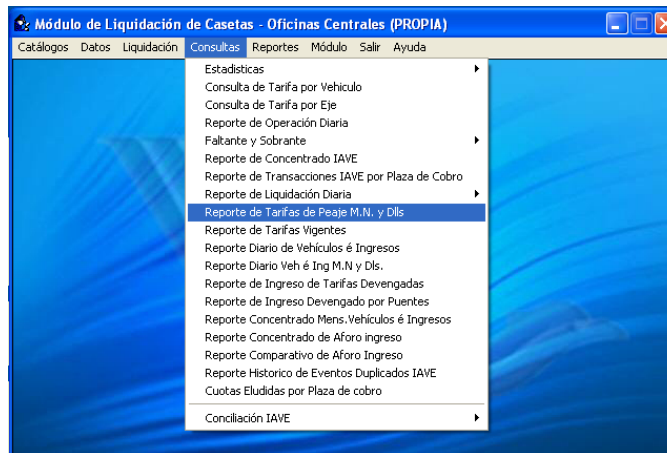 Módulo de Liquidación de Casetas - Oficinas Centrales (PROPIA)
Catálogos Datos Liquidación Consultas Reportes Módulo Salir Ayuda
Estadisticas
Consulta de Tarifa por Vehiculo
Consulta de Tarifa por Eje
Reporte de Operación Diaria
Faltante y Sobrante
Reporte de Concentrado IAVE
Reporte de Transacciones IAVE por Plaza de Cobro
Reporte de Liquidación Diaria
Reporte de Tarifas de Peaje M.N. y Dlls
Reporte de Tarifas Vigentes
Reporte Diario de Vehículos é Ingresos
Reporte Diario Veh é Ing M.N y Dls.
Reporte de Ingreso de Tarifas Devengadas
Reporte de Ingreso Devengado por Puentes
Reporte Concentrado Mens.Vehículos é Ingresos
Reporte Concentrado de Aforo ingreso
Reporte Comparativo de Aforo Ingreso
Reporte Historico de Eventos Duplicados IAVE
Cuotas Eludidas por Plaza de cobro
Conciliación IAVE